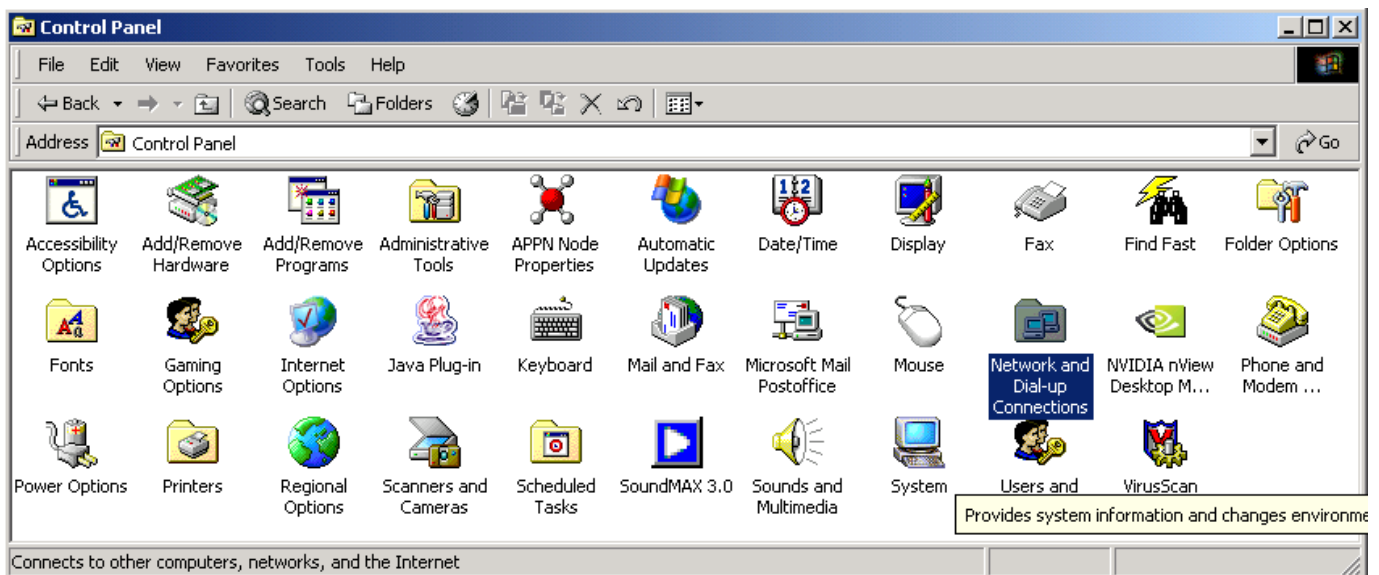 Control Panel
File Edit View Favorites Tools Help
Back Search Folders
Address Control Panel Go
Accessibility Add/Remove Add/Remove Administrative APPN Node Automatic Date/Time Display Fax Find Fast Folder Options
Options Hardware Programs Tools Properties Updates
Fonts Gaming Internet Java Plug-in Keyboard Mail and Fax Microsoft Mail Mouse Network and NVIDIA nView Phone and
Options Options Postoffice Dial-up Desktop M... Modem ...
Connections
Power Options Printers Regional Scanners and Scheduled SoundMAX 3.0 Sounds and System Users and VirusScan
Options Cameras Tasks Multimedia
Provides system information and changes environme
Connects to other computers, networks, and the Internet